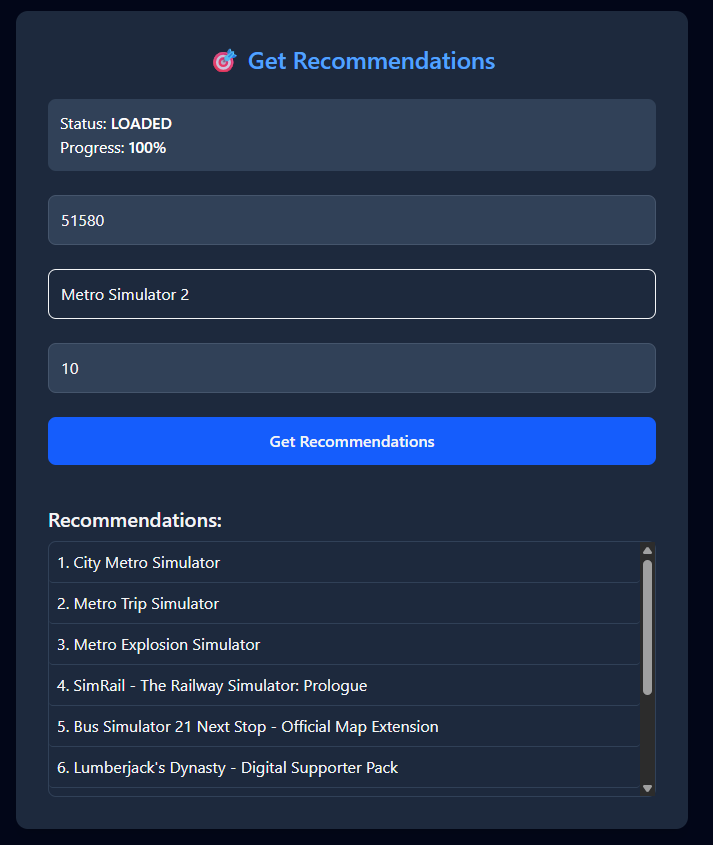 Get Recommendations
Status: LOADED
Progress: 100%
51580
Metro Simulator 2
10
Get Recommendations
Recommendations:
1. City Metro Simulator
2. Metro Trip Simulator
3. Metro Explosion Simulator
4. SimRail - The Railway Simulator: Prologue
5. Bus Simulator 21 Next Stop - Official Map Extension
6. Lumberjack's Dynasty - Digital Supporter Pack